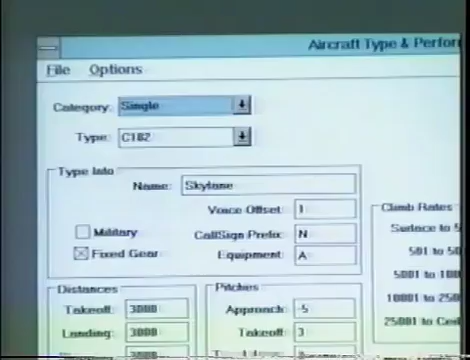 Aircraft Type & Perfor
File Options
Category: Single
Type: C182
Type Info
Name: Skylane
Voice Offset: 1
Military CallSign Prefix: N
Fixed Gear Equipment: A
Climb Rates
Surface to 5
501 to 50
5001 to 100
10001 to 250
25001 to Ceil
Distances
Takeoff: 3000
Landing: 3000
Pitches
Approach: -5
Takeoff: 3